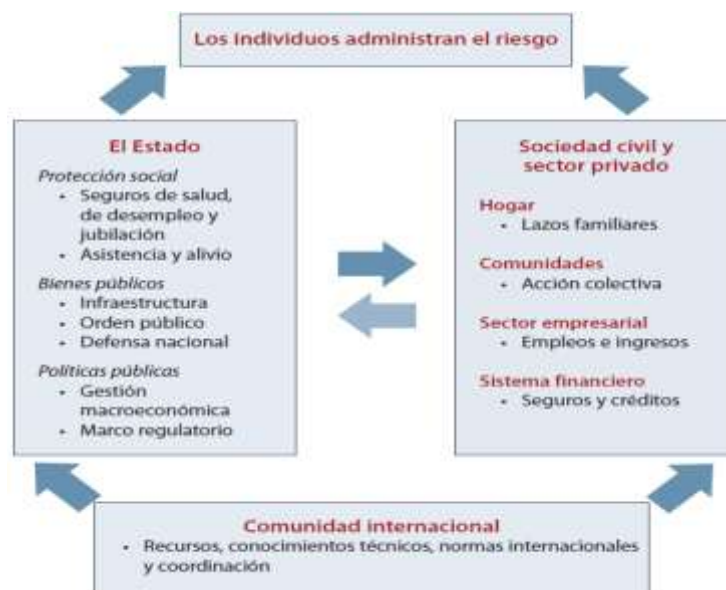 Los individuos administran el riesgo
El Estado
Protección social
• Seguros de salud,
de desempleo y
jubilación
• Asistencia y alivio
Bienes públicos
• Infraestructura
• Orden público
• Defensa nacional
Políticas públicas
• Gestión
macroeconómica
• Marco regulatorio
Sociedad civil y
sector privado
Hogar
• Lazos familiares
Comunidades
• Acción colectiva
Sector empresarial
• Empleos e ingresos
Sistema financiero
• Seguros y créditos
Comunidad internacional
• Recursos, conocimientos técnicos, normas internacionales
y coordinación